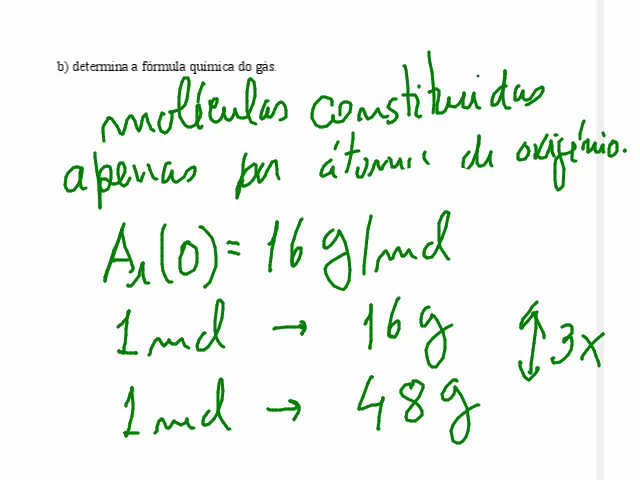 b) determina a fórmula química do gás.
moléculas constituídas
apenas por átomos de oxigénio.
Ar(O) = 16 g/mol
1 mol → 16 g
3x
1 mol → 48 g